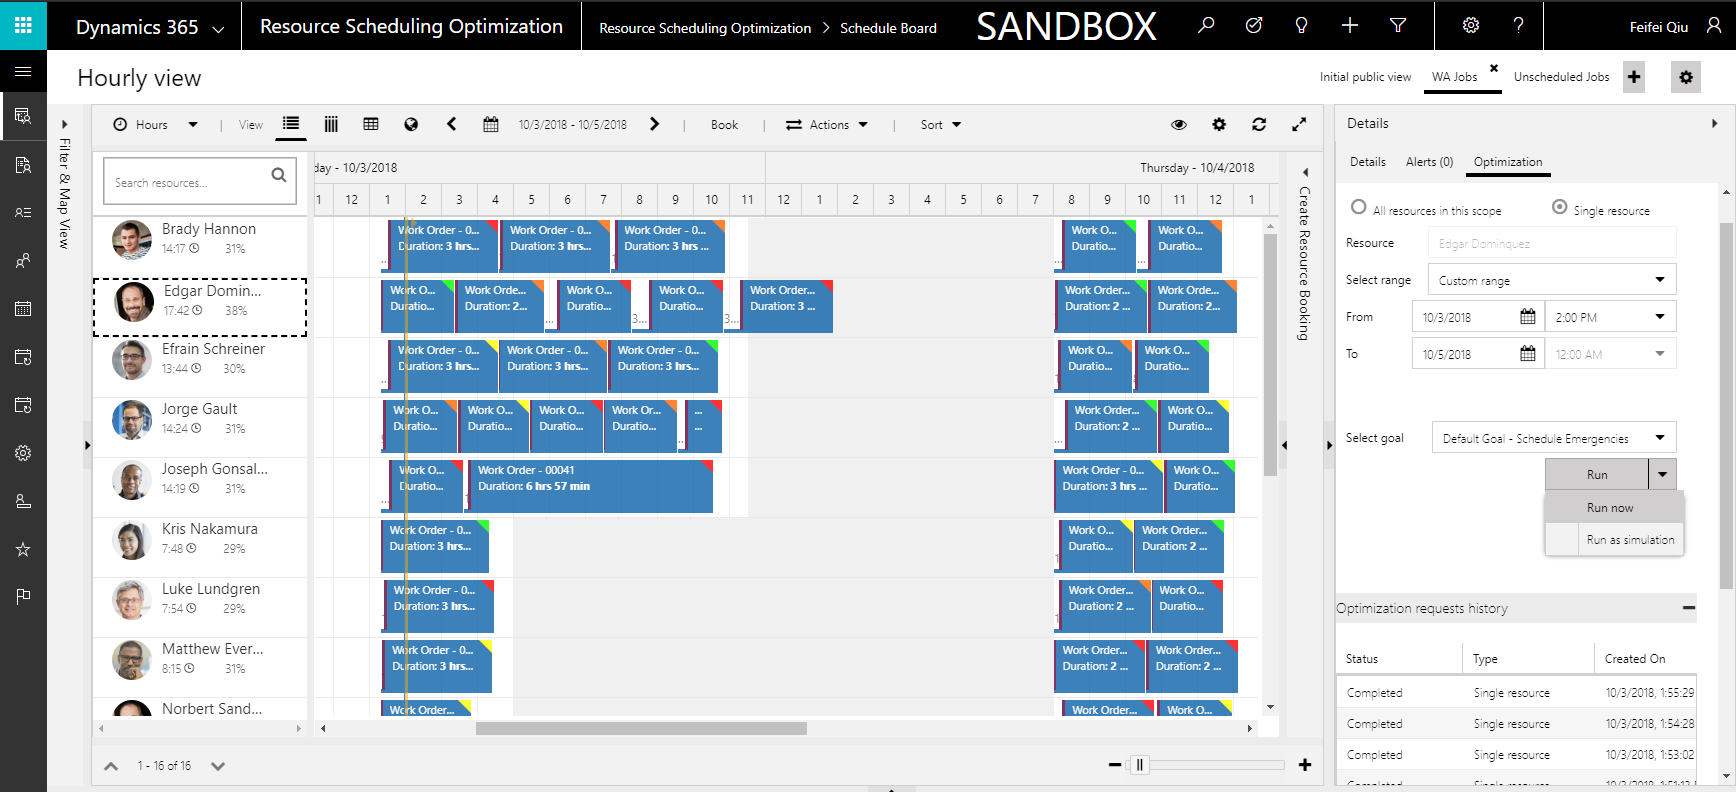 Dynamics 365
Resource Scheduling Optimization
Resource Scheduling Optimization > Schedule Board
SANDBOX
Feifei Qiu
Hourly view
Initial public view
WA Jobs
Unscheduled Jobs
Filter & Map View
Hours
View
10/3/2018 - 10/5/2018
Book
Actions
Sort
Search resources...
day - 10/3/2018
Thursday - 10/4/2018
1 12 1 2 3 4 5 6 7 8 9 10 11 12 1 2 3 4 5 6 7 8 9 10 11 12 1
Brady Hannon
14:17 31%
Work Order - 0... Work Order - 0... Work Order - 0... Work O... Work O...
Duration: 3 hrs... Duration: 3 hrs... Duration: 3 hrs ... Duratio... Duratio...
Edgar Domin...
17:42 38%
Work O... Work Orde... Work O... Work O... Work Order... Work Order... Work Orde...
Duratio... Duration: 2... Duratio... Duratio... Duration: 3 ... Duration: 2 ... Duration: 2...
Efrain Schreiner
13:44 30%
Work Order - 0... Work Order - 0... Work Order - 0... Work O... Work O...
Duration: 3 hrs... Duration: 3 hrs... Duration: 3 hrs... Duratio... Duratio...
Jorge Gault
14:24 31%
Work O... Work O... Work O... Work Or... ... Work Order... Work O...
Duratio... Duratio... Duratio... Duratio... ... Duration: 2 ... Duratio...
Joseph Gonsal...
14:19 31%
Work O... Work Order - 00041 Work Order - 0... Work O...
Duratio... Duration: 6 hrs 57 min Duration: 3 hrs ... Duratio...
Kris Nakamura
7:48 29%
Work Order - 0... Work O... Work Order...
Duration: 3 hrs... Duratio... Duration: 2 ...
Luke Lundgren
7:54 29%
Work Order - 0... Work Order... Work O...
Duration: 3 hrs... Duration: 2 ... Duratio...
Matthew Ever...
8:15 31%
Work Order - 0... Work Order... Work Order...
Duration: 3 hrs... Duration: 2 ... Duration: 2 ...
Norbert Sand...
Work Order... Work Order... Work O...
1 - 16 of 16
Create Resource Booking
Details
Details
Alerts (0)
Optimization
All resources in this scope
Single resource
Resource
Edgar Dominquez
Select range
Custom range
From
10/3/2018
2:00 PM
To
10/5/2018
12:00 AM
Select goal
Default Goal - Schedule Emergencies
Run
Run now
Run as simulation
Optimization requests history
Status Type Created On
Completed Single resource 10/3/2018, 1:55:29
Completed Single resource 10/3/2018, 1:54:28
Completed Single resource 10/3/2018, 1:53:02